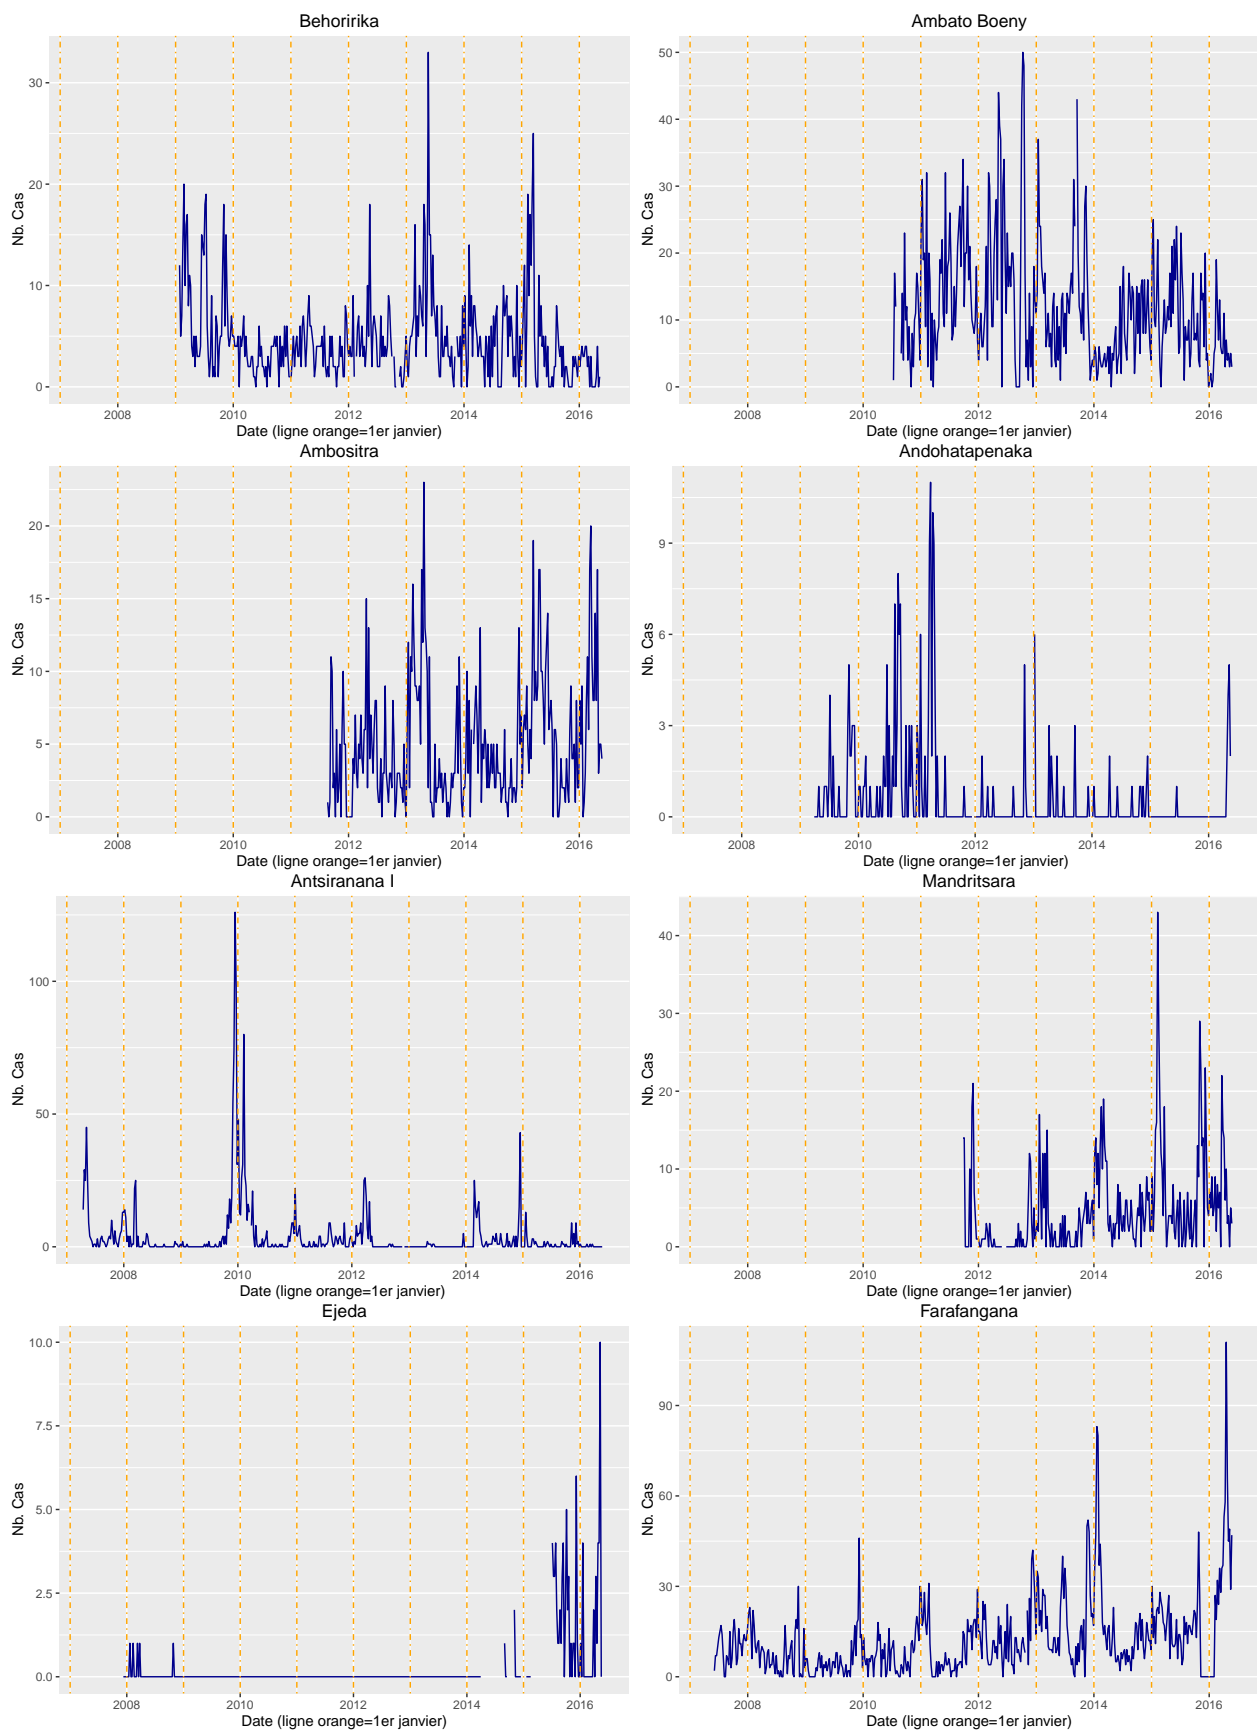 Behoririka
Nb. Cas
30
20
10
0
2008 2010 2012 2014 2016
Date (ligne orange=1er janvier)
Ambato Boeny
Nb. Cas
50
40
30
20
10
0
2008 2010 2012 2014 2016
Date (ligne orange=1er janvier)
Ambositra
Nb. Cas
20
15
10
5
0
2008 2010 2012 2014 2016
Date (ligne orange=1er janvier)
Andohatapenaka
Nb. Cas
9
6
3
0
2008 2010 2012 2014 2016
Date (ligne orange=1er janvier)
Antsiranana I
Nb. Cas
100
50
0
2008 2010 2012 2014 2016
Date (ligne orange=1er janvier)
Mandritsara
Nb. Cas
40
30
20
10
0
2008 2010 2012 2014 2016
Date (ligne orange=1er janvier)
Ejeda
Nb. Cas
10.0
7.5
5.0
2.5
0.0
2008 2010 2012 2014 2016
Date (ligne orange=1er janvier)
Farafangana
Nb. Cas
90
60
30
0
2008 2010 2012 2014 2016
Date (ligne orange=1er janvier)